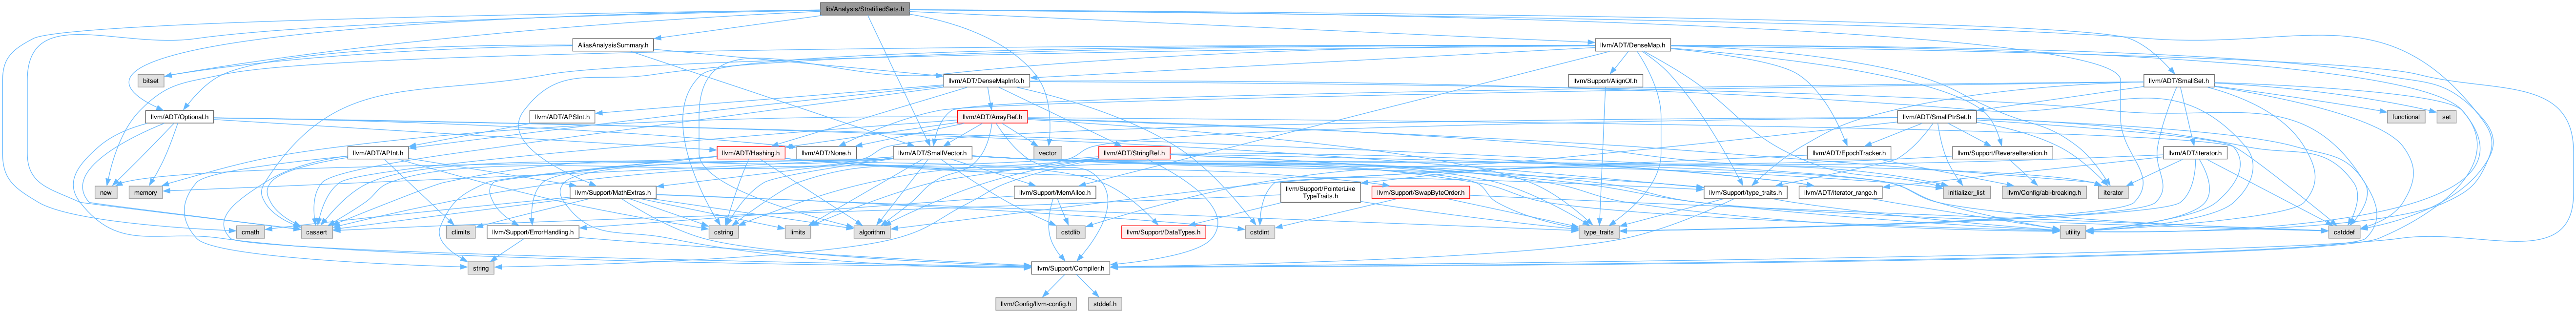 lib/Analysis/StratifiedSets.h
AliasAnalysisSummary.h
llvm/ADT/DenseMap.h
bitset
llvm/ADT/DenseMapInfo.h
llvm/Support/AlignOf.h
llvm/ADT/SmallSet.h
llvm/ADT/Optional.h
llvm/ADT/APSInt.h
llvm/ADT/ArrayRef.h
llvm/ADT/SmallPtrSet.h
functional
set
llvm/ADT/APInt.h
llvm/ADT/Hashing.h
llvm/ADT/None.h
llvm/ADT/SmallVector.h
vector
llvm/ADT/StringRef.h
llvm/ADT/EpochTracker.h
llvm/Support/ReverseIteration.h
llvm/ADT/iterator.h
new
memory
llvm/Support/MathExtras.h
llvm/Support/MemAlloc.h
llvm/Support/PointerLike
TypeTraits.h
llvm/Support/SwapByteOrder.h
llvm/Support/type_traits.h
llvm/ADT/iterator_range.h
initializer_list
llvm/Config/abi-breaking.h
iterator
cmath
cassert
climits
llvm/Support/ErrorHandling.h
cstring
limits
algorithm
cstdlib
llvm/Support/DataTypes.h
cstdint
type_traits
utility
cstddef
string
llvm/Support/Compiler.h
llvm/Config/llvm-config.h
stddef.h